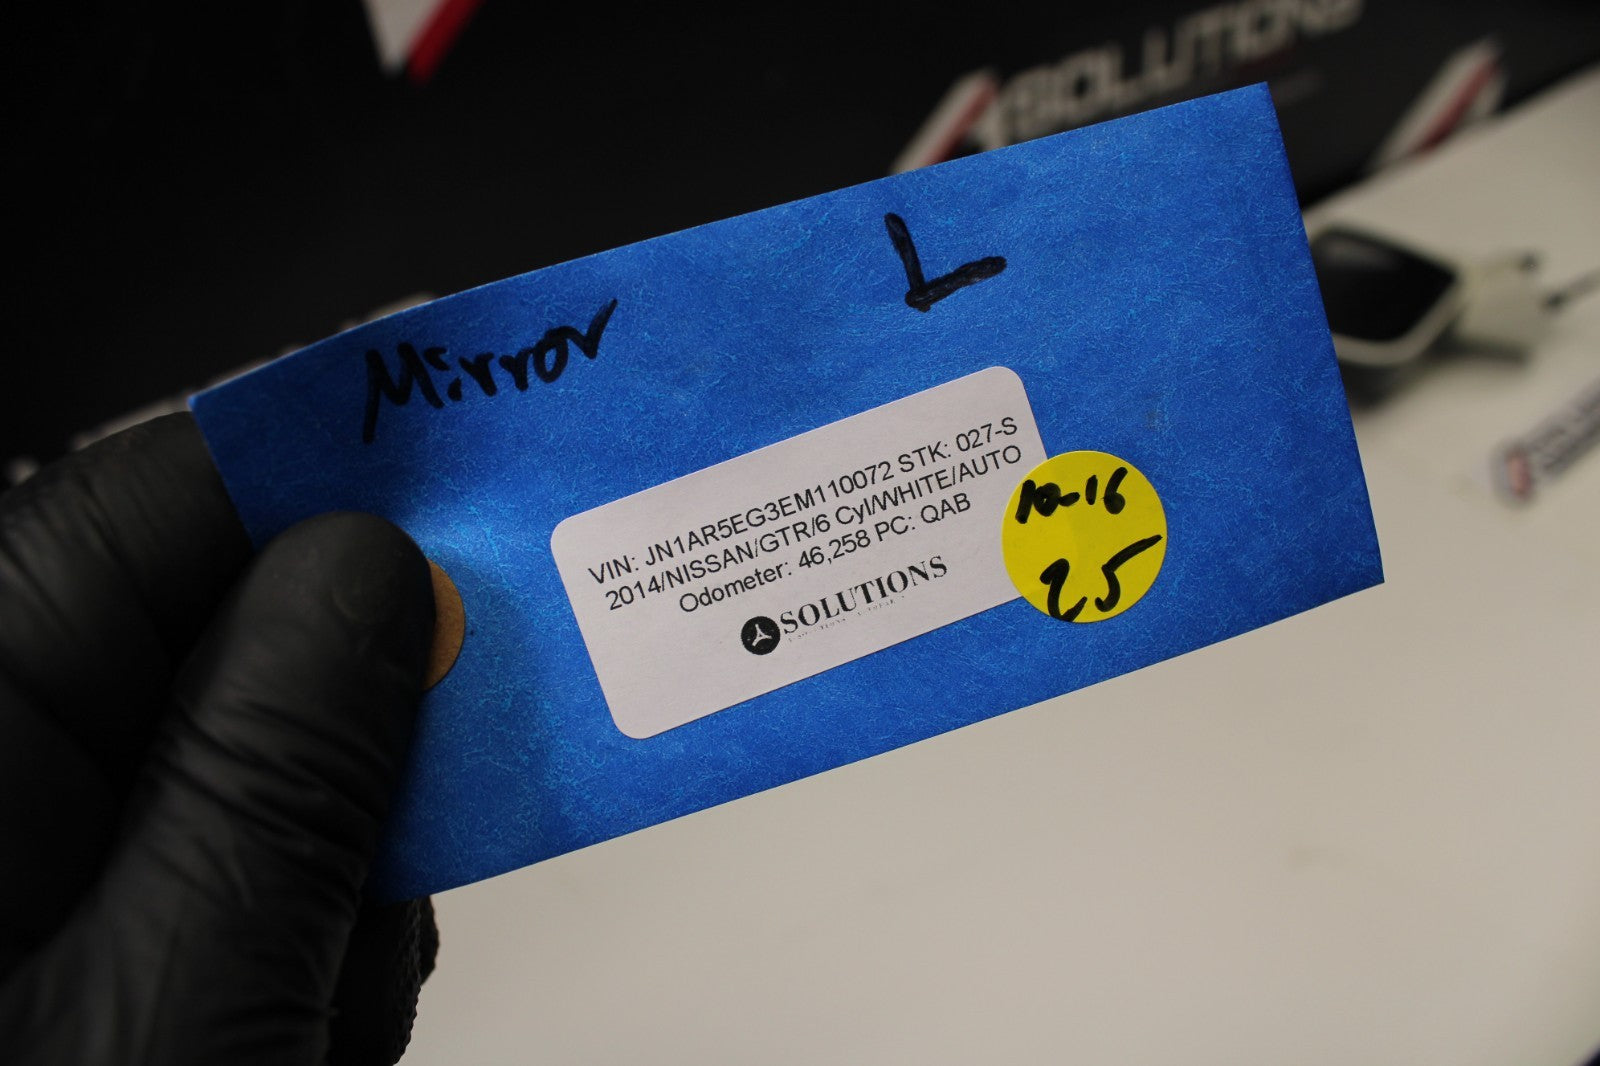 SOLUTIONS
L
Mirror
VIN: JN1AR5EG3EM110072 STK: 027-S
2014/NISSAN/GTR/6 Cyl/WHITE/AUTO
Odometer: 46,258 PC: QAB
SOLUTIONS
10-16
25